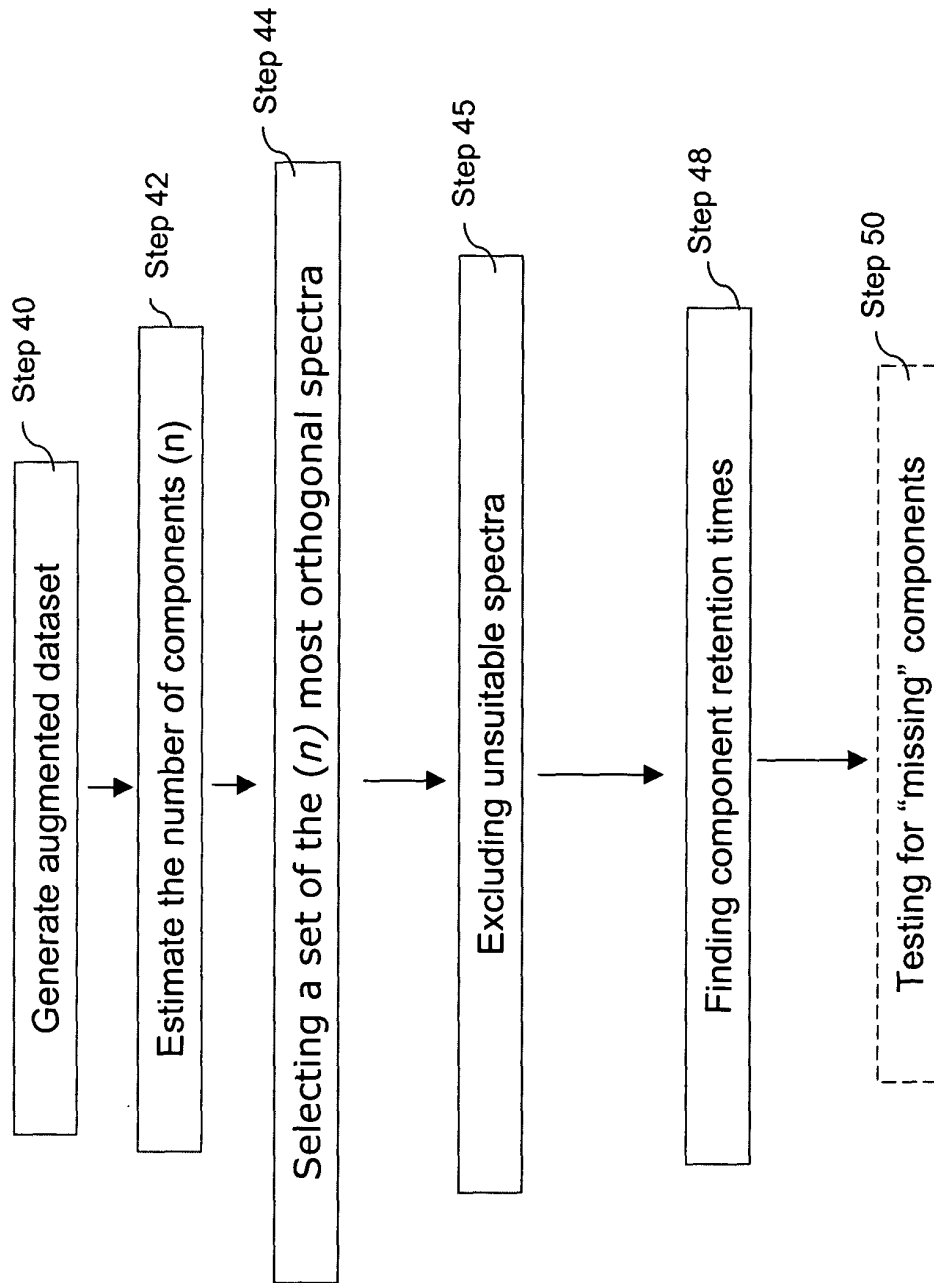 Generate augmented dataset
Step 40
Estimate the number of components (n)
Step 42
Selecting a set of the (n) most orthogonal spectra
Step 44
Excluding unsuitable spectra
Step 45
Finding component retention times
Step 48
Testing for “missing” components
Step 50